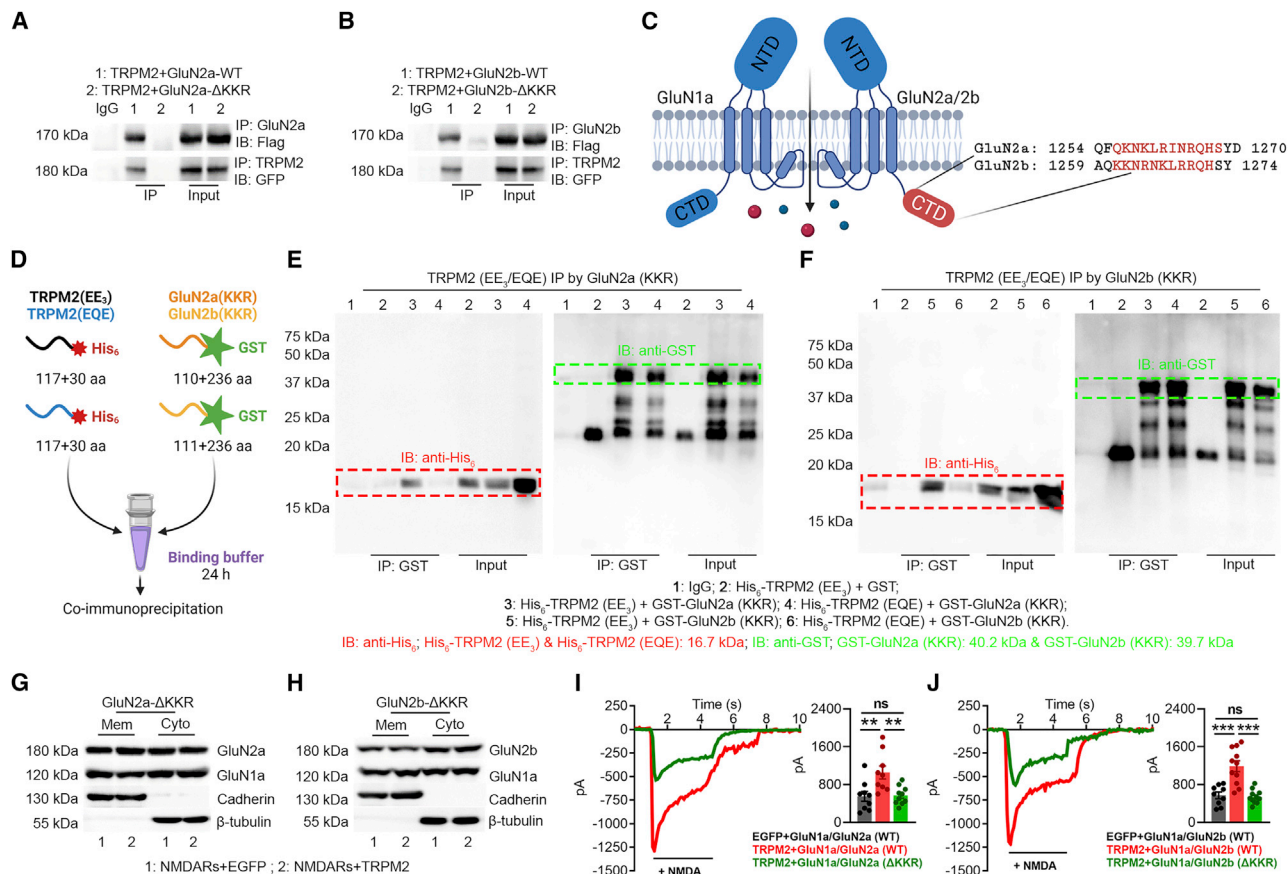 A
1: TRPM2+GluN2a-WT
2: TRPM2+GluN2a-ΔKKR
IgG 1 2 1 2
170 kDa
IP: GluN2a
IB: Flag
180 kDa
IP: TRPM2
IB: GFP
IP Input
B
1: TRPM2+GluN2b-WT
2: TRPM2+GluN2b-ΔKKR
IgG 1 2 1 2
170 kDa
IP: GluN2b
IB: Flag
180 kDa
IP: TRPM2
IB: GFP
IP Input
C
NTD NTD
GluN1a GluN2a/2b
CTD CTD
GluN2a: 1254 QFQKNKLRINRQHSYD 1270
GluN2b: 1259 AQKKNRNKLRRQHSY 1274
D
TRPM2(EE3) GluN2a(KKR)
TRPM2(EQE) GluN2b(KKR)
His6 GST
117+30 aa 110+236 aa
His6 GST
117+30 aa 111+236 aa
Binding buffer
24 h
Co-immunoprecipitation
E
TRPM2 (EE3/EQE) IP by GluN2a (KKR)
1 2 3 4 2 3 4 1 2 3 4 2 3 4
75 kDa
50 kDa
37 kDa
25 kDa
20 kDa
15 kDa
IB: anti-GST
IB: anti-His6
IP: GST Input IP: GST Input
F
TRPM2 (EE3/EQE) IP by GluN2b (KKR)
1 2 5 6 2 5 6 1 2 3 4 2 5 6
75 kDa
50 kDa
37 kDa
25 kDa
20 kDa
15 kDa
IB: anti-GST
IB: anti-His6
IP: GST Input IP: GST Input
1: IgG; 2: His6-TRPM2 (EE3) + GST;
3: His6-TRPM2 (EE3) + GST-GluN2a (KKR); 4: His6-TRPM2 (EQE) + GST-GluN2a (KKR);
5: His6-TRPM2 (EE3) + GST-GluN2b (KKR); 6: His6-TRPM2 (EQE) + GST-GluN2b (KKR).
IB: anti-His6; His6-TRPM2 (EE3) & His6-TRPM2 (EQE): 16.7 kDa; IB: anti-GST; GST-GluN2a (KKR): 40.2 kDa & GST-GluN2b (KKR): 39.7 kDa
G
GluN2a-ΔKKR
Mem Cyto
180 kDa GluN2a
120 kDa GluN1a
130 kDa Cadherin
55 kDa β-tubulin
1 2 1 2
H
GluN2b-ΔKKR
Mem Cyto
180 kDa GluN2b
120 kDa GluN1a
130 kDa Cadherin
55 kDa β-tubulin
1 2 1 2
1: NMDARs+EGFP ; 2: NMDARs+TRPM2
I
Time (s)
2 4 6 8 10
250
0
-250
-500
-750
-1000
-1250
-1500
pA
+ NMDA
2400
1800
1200
600
0
pA
ns
** **
EGFP+GluN1a/GluN2a (WT)
TRPM2+GluN1a/GluN2a (WT)
TRPM2+GluN1a/GluN2a (ΔKKR)
J
Time (s)
2 4 6 8 10
250
0
-250
-500
-750
-1000
-1250
-1500
pA
+ NMDA
2400
1600
800
0
pA
ns
*** ***
EGFP+GluN1a/GluN2b (WT)
TRPM2+GluN1a/GluN2b (WT)
TRPM2+GluN1a/GluN2b (ΔKKR)